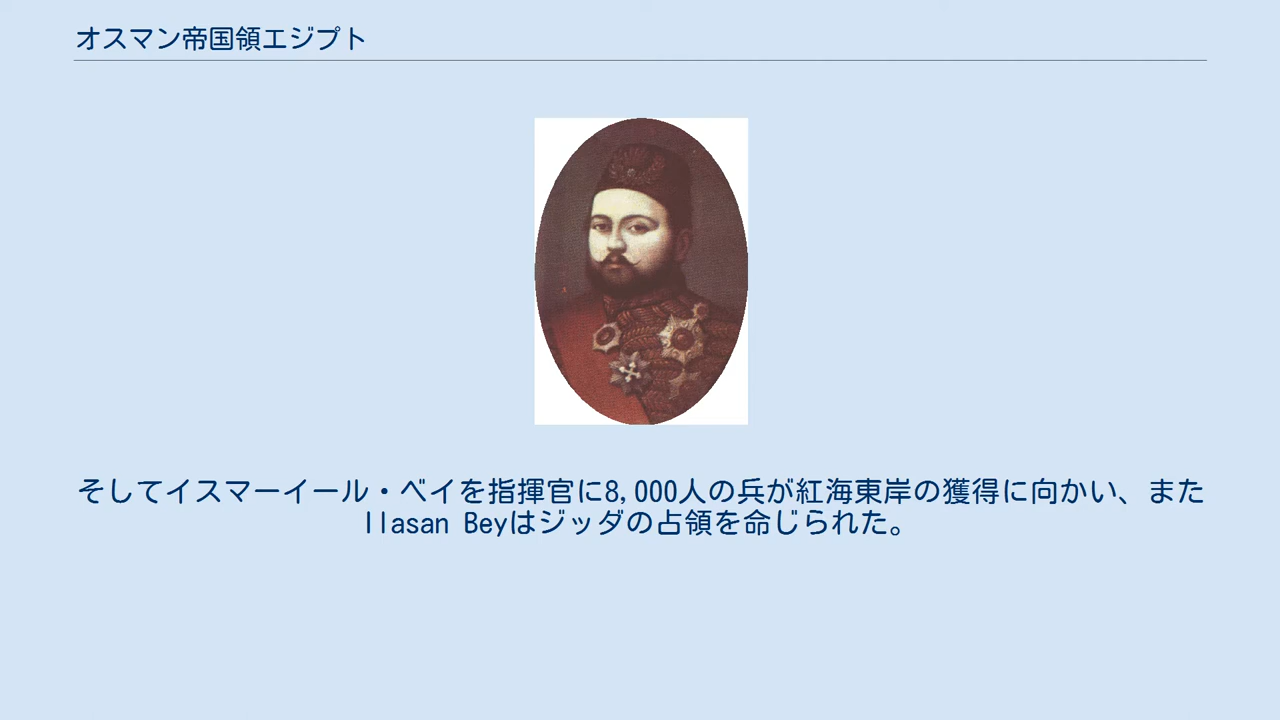 オスマン帝国領エジプト
そしてイスマーイール・ベイを指揮官に8,000人の兵が紅海東岸の獲得に向かい、また
Ilasan Beyはジッダの占領を命じられた。